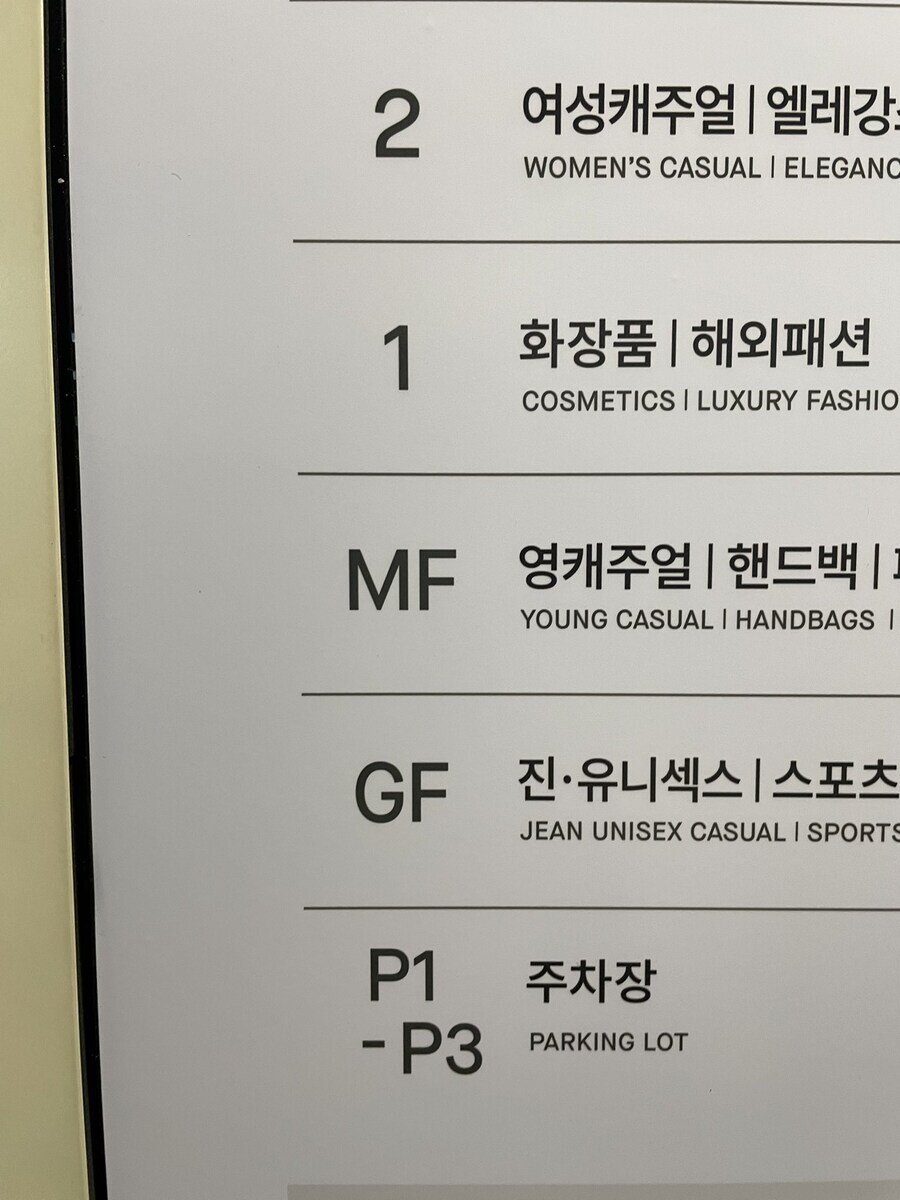 2
여성캐주얼 | 엘레강
WOMEN'S CASUAL | ELEGANC
1
화장품 | 해외패션
COSMETICS | LUXURY FASHIO
MF
영캐주얼 | 핸드백 |
YOUNG CASUAL | HANDBAGS |
GF
진·유니섹스 | 스포츠
JEAN UNISEX CASUAL | SPORTS
P1
- P3
주차장
PARKING LOT